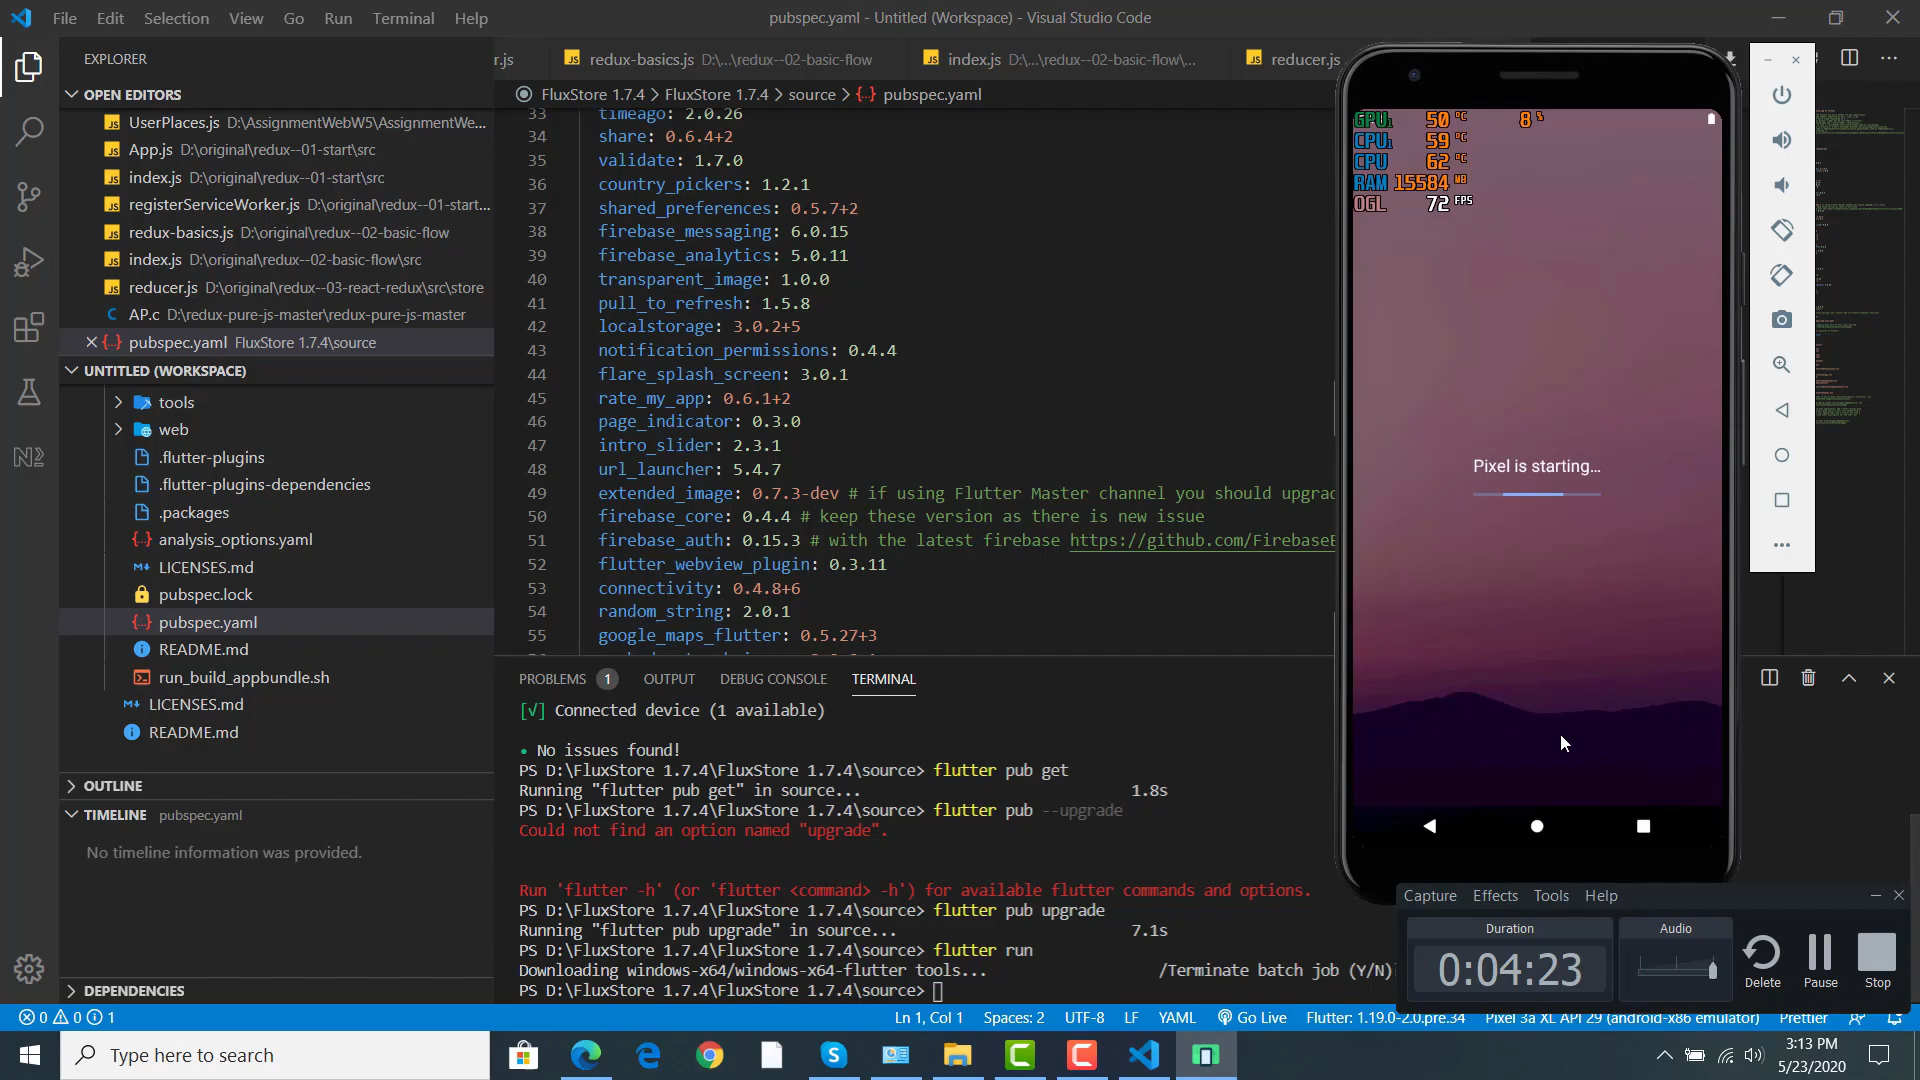 File Edit Selection View Go Run Terminal Help
pubspec.yaml - Untitled (Workspace) - Visual Studio Code
EXPLORER
OPEN EDITORS
UserPlaces.js D:\AssignmentWebW5\AssignmentWe...
App.js D:\original\redux--01-start\src
index.js D:\original\redux--01-start\src
registerServiceWorker.js D:\original\redux--01-start...
redux-basics.js D:\original\redux--02-basic-flow
index.js D:\original\redux--02-basic-flow\src
reducer.js D:\original\redux--03-react-redux\src\store
AP.c D:\redux-pure-js-master\redux-pure-js-master
pubspec.yaml FluxStore 1.7.4\source
UNTITLED (WORKSPACE)
tools
web
.flutter-plugins
.flutter-plugins-dependencies
.packages
analysis_options.yaml
LICENSES.md
pubspec.lock
pubspec.yaml
README.md
run_build_appbundle.sh
LICENSES.md
README.md
OUTLINE
TIMELINE pubspec.yaml
No timeline information was provided.
DEPENDENCIES
r.js redux-basics.js D:\...\redux--02-basic-flow index.js D:\...\redux--02-basic-flow\... reducer.js
FluxStore 1.7.4 > FluxStore 1.7.4 > source > pubspec.yaml
33 timeago: 2.0.26
34 share: 0.6.4+2
35 validate: 1.7.0
36 country_pickers: 1.2.1
37 shared_preferences: 0.5.7+2
38 firebase_messaging: 6.0.15
39 firebase_analytics: 5.0.11
40 transparent_image: 1.0.0
41 pull_to_refresh: 1.5.8
42 localstorage: 3.0.2+5
43 notification_permissions: 0.4.4
44 flare_splash_screen: 3.0.1
45 rate_my_app: 0.6.1+2
46 page_indicator: 0.3.0
47 intro_slider: 2.3.1
48 url_launcher: 5.4.7
49 extended_image: 0.7.3-dev # if using Flutter Master channel you should upgrad
50 firebase_core: 0.4.4 # keep these version as there is new issue
51 firebase_auth: 0.15.3 # with the latest firebase https://github.com/FirebaseE
52 flutter_webview_plugin: 0.3.11
53 connectivity: 0.4.8+6
54 random_string: 2.0.1
55 google_maps_flutter: 0.5.27+3
PROBLEMS 1 OUTPUT DEBUG CONSOLE TERMINAL
[√] Connected device (1 available)
• No issues found!
PS D:\FluxStore 1.7.4\FluxStore 1.7.4\source> flutter pub get
Running "flutter pub get" in source... 1.8s
PS D:\FluxStore 1.7.4\FluxStore 1.7.4\source> flutter pub --upgrade
Could not find an option named "upgrade".
Run 'flutter -h' (or 'flutter <command> -h') for available flutter commands and options.
PS D:\FluxStore 1.7.4\FluxStore 1.7.4\source> flutter pub upgrade
Running "flutter pub upgrade" in source... 7.1s
PS D:\FluxStore 1.7.4\FluxStore 1.7.4\source> flutter run
Downloading windows-x64/windows-x64-flutter tools... /Terminate batch job (Y/N)
PS D:\FluxStore 1.7.4\FluxStore 1.7.4\source>
GPU1 50 °C 8 %
CPU1 59 °C
CPU 62 °C
RAM 15584 MB
OGL 72 FPS
Pixel is starting...
Capture Effects Tools Help
Duration Audio
0:04:23
Delete Pause Stop
0 0 1
Ln 1, Col 1 Spaces: 2 UTF-8 LF YAML Go Live Flutter: 1.19.0-2.0.pre.34 Pixel 3a XL API 29 (android-x86 emulator) Prettier
Type here to search
3:13 PM
5/23/2020